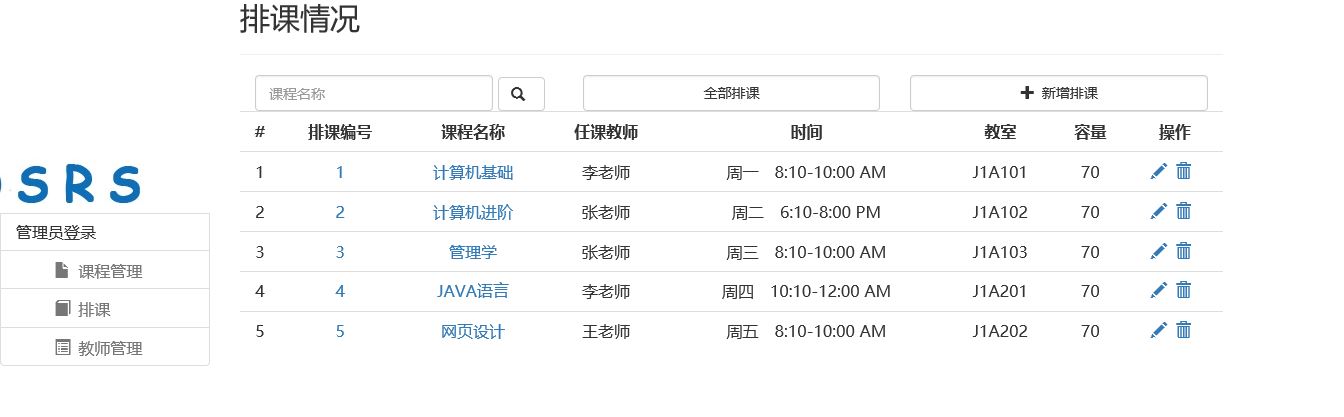 排课情况
课程名称
全部排课
新增排课
# 排课编号 课程名称 任课教师 时间 教室 容量 操作
1 1 计算机基础 李老师 周一 8:10-10:00 AM J1A101 70
2 2 计算机进阶 张老师 周二 6:10-8:00 PM J1A102 70
3 3 管理学 张老师 周三 8:10-10:00 AM J1A103 70
4 4 JAVA语言 李老师 周四 10:10-12:00 AM J1A201 70
5 5 网页设计 王老师 周五 8:10-10:00 AM J1A202 70
SRS
管理员登录
课程管理
排课
教师管理